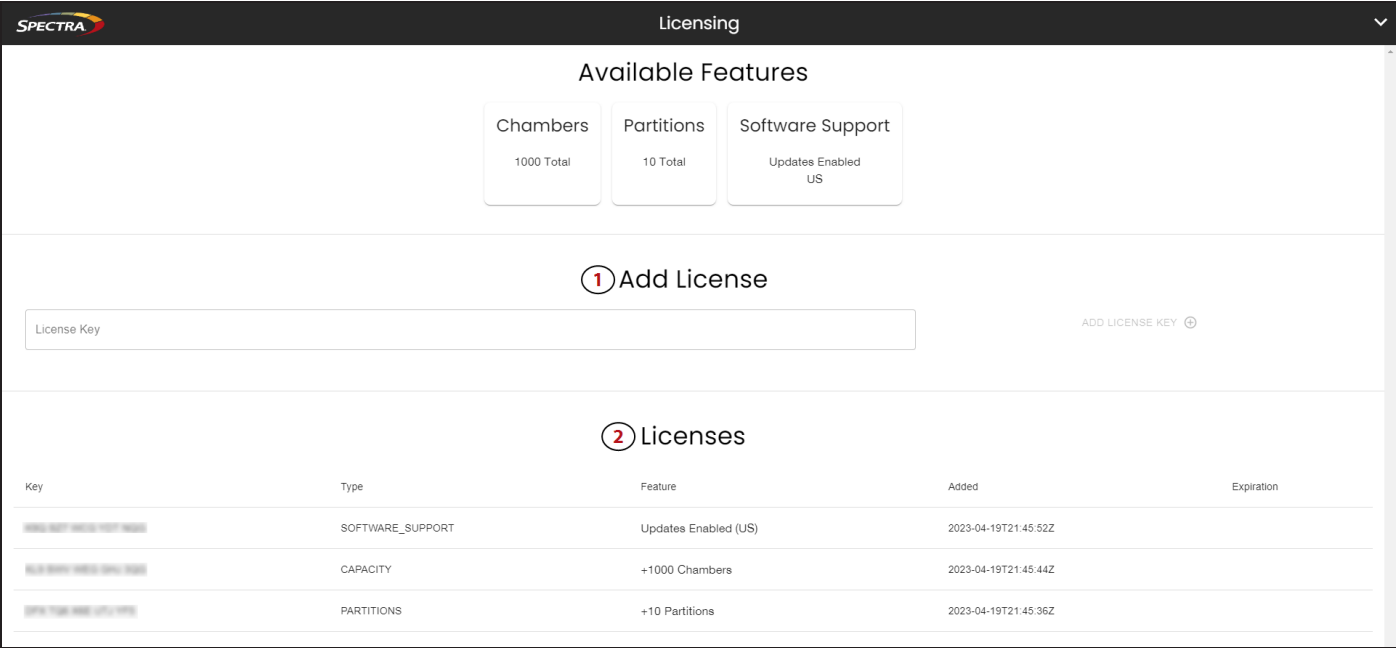 SPECTRA
Licensing
Available Features
Chambers Partitions Software Support
1000 Total 10 Total Updates Enabled
US
1 Add License
License Key ADD LICENSE KEY
2 Licenses
Key Type Feature Added Expiration
SOFTWARE_SUPPORT Updates Enabled (US) 2023-04-19T21:45:52Z
CAPACITY +1000 Chambers 2023-04-19T21:45:44Z
PARTITIONS +10 Partitions 2023-04-19T21:45:36Z